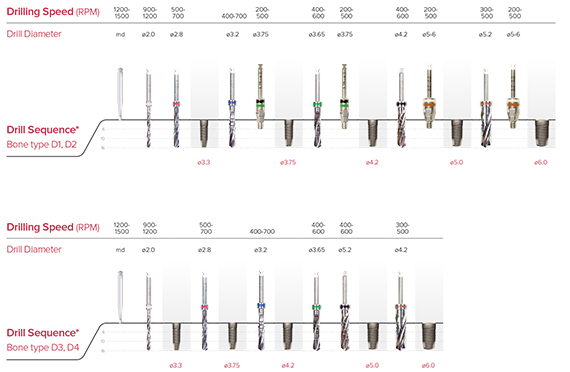 Drilling Speed (RPM) 1200-1500 900-1200 500-700 400-700 200-500 400-600 200-500 400-600 200-500 300-500 200-500
Drill Diameter md ø2.0 ø2.8 ø3.2 ø3.75 ø3.65 ø3.75 ø4.2 ø5-6 ø5.2 ø5-6
Drill Sequence*
Bone type D1, D2
ø3.3 ø3.75 ø4.2 ø5.0 ø6.0
Drilling Speed (RPM) 1200-1500 900-1200 500-700 400-700 400-600 400-600 300-500
Drill Diameter md ø2.0 ø2.8 ø3.2 ø3.65 ø5.2 ø4.2
Drill Sequence*
Bone type D3, D4
ø3.3 ø3.75 ø4.2 ø5.0 ø6.0